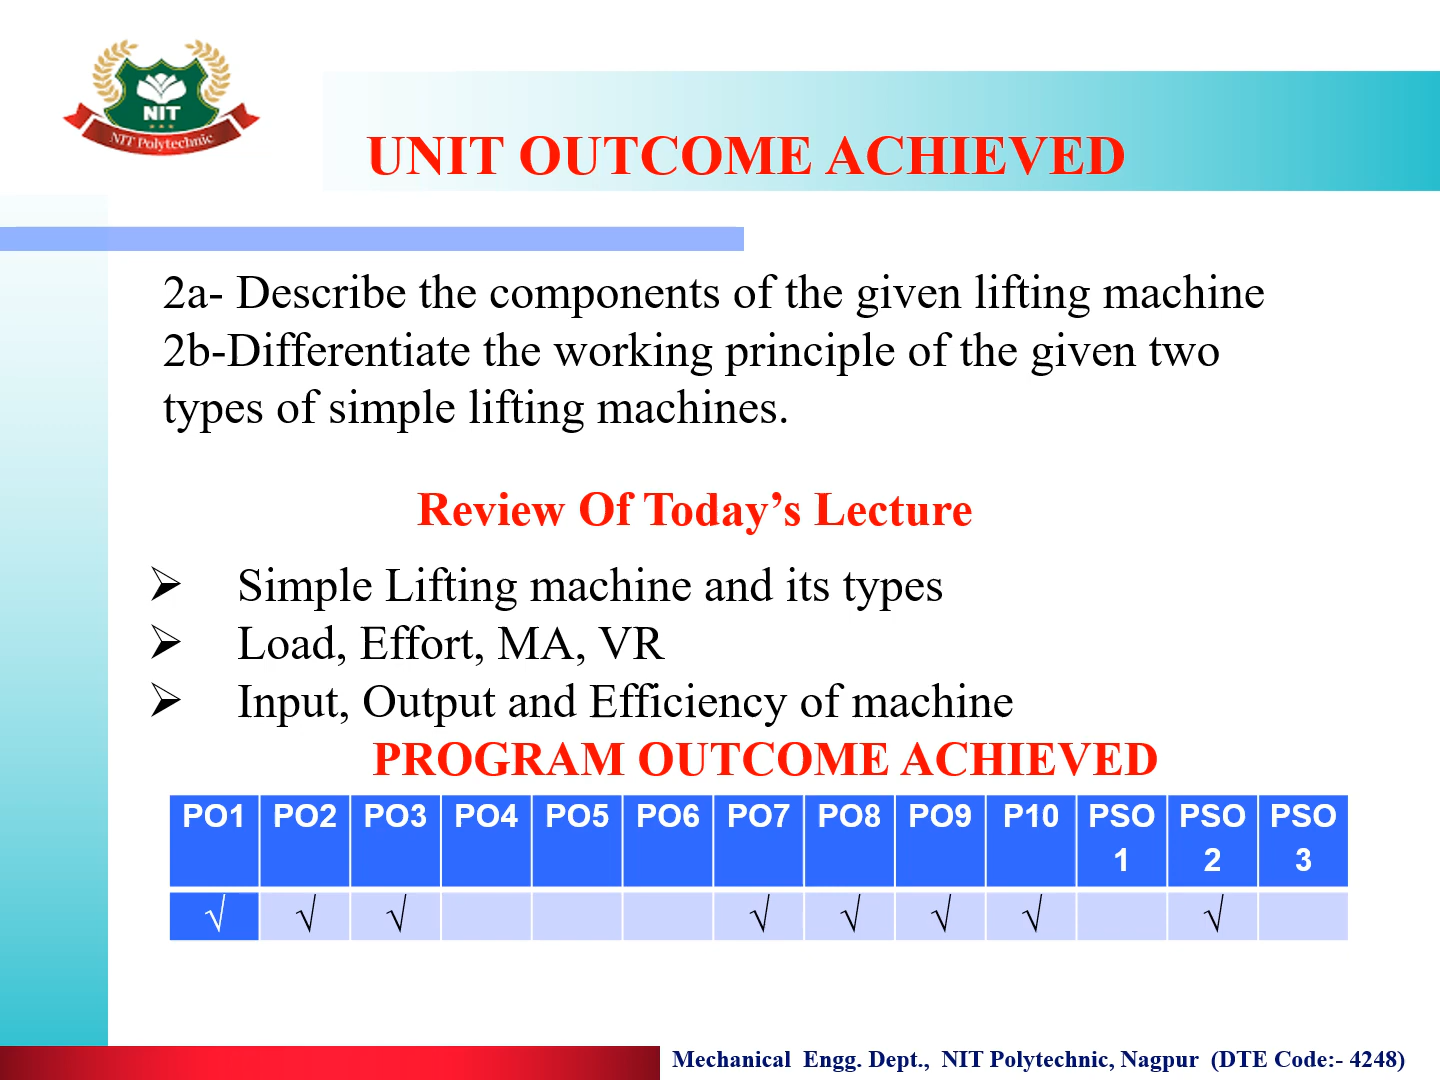 NIT
NIT Polytechnic
UNIT OUTCOME ACHIEVED
2a- Describe the components of the given lifting machine
2b-Differentiate the working principle of the given two
types of simple lifting machines.
Review Of Today’s Lecture
➢ Simple Lifting machine and its types
➢ Load, Effort, MA, VR
➢ Input, Output and Efficiency of machine
PROGRAM OUTCOME ACHIEVED
PO1 PO2 PO3 PO4 PO5 PO6 PO7 PO8 PO9 P10 PSO 1 PSO 2 PSO 3
√ √ √ √ √ √ √ √
Mechanical Engg. Dept., NIT Polytechnic, Nagpur (DTE Code:- 4248)